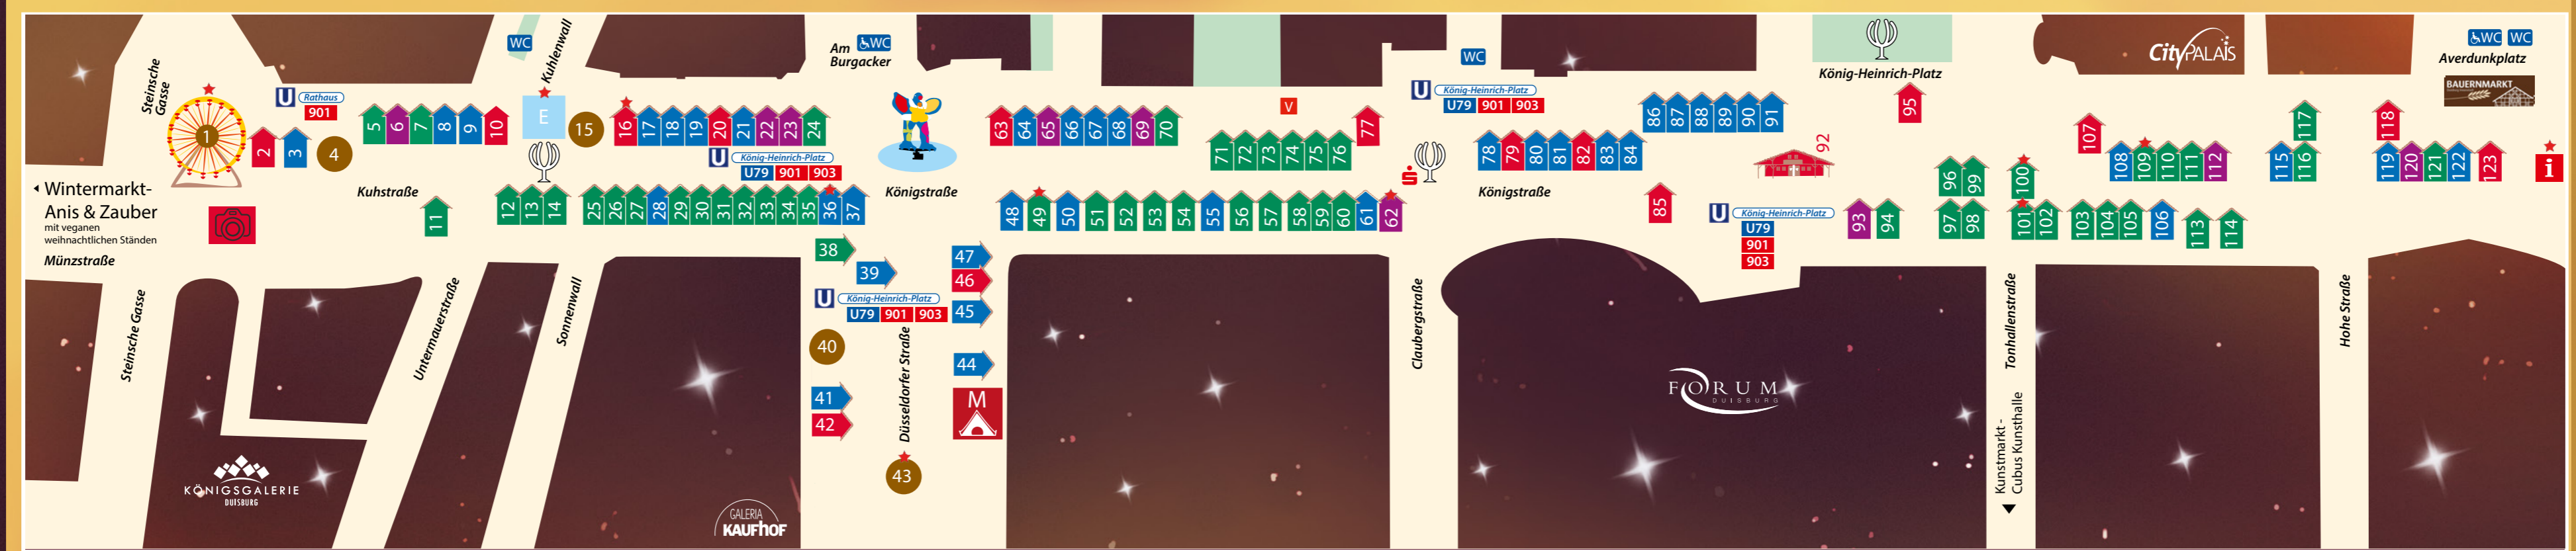 Steinsche
Gasse
1
U
Rathaus
901
2
3
4
5
6
7
8
9
10
WC
Kuhlenwall
E
15
16
17
18
19
20
21
22
23
24
U
König-Heinrich-Platz
U79 901 903
Am
Burgacker
WC
Wintermarkt-
Anis & Zauber
mit veganen
weihnachtlichen Ständen
Münzstraße
Kuhstraße
11
12
13
14
25
26
27
28
29
30
31
32
33
34
35
36
37
Königstraße
38
39
U
König-Heinrich-Platz
U79 901 903
40
41
42
43
Düsseldorfer Straße
47
46
45
44
M
63
64
65
66
67
68
69
70
V
71
72
73
74
75
76
77
48
49
50
51
52
53
54
55
56
57
58
59
60
61
62
WC
U
König-Heinrich-Platz
U79 901 903
78
79
80
81
82
83
84
Königstraße
85
86
87
88
89
90
91
92
König-Heinrich-Platz
95
U
König-Heinrich-Platz
U79
901
903
93
94
96
99
97
98
100
101
102
103
104
105
106
113
114
107
108
109
110
111
112
115
116
117
118
119
120
121
122
123
CityPALAIS
WC WC
Averdunkplatz
BAUERNMARKT
i
Steinsche Gasse
Untermauerstraße
Sonnenwall
KÖNIGSGALERIE
DUISBURG
GALERIA
KAUFHOF
Claubergstraße
FORUM
DUISBURG
Tonhallenstraße
Kunstmarkt -
Cubus Kunsthalle
Hohe Straße